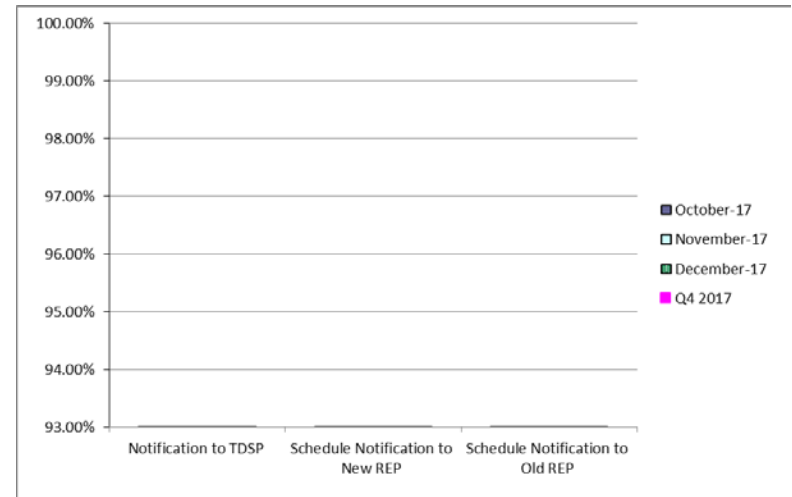 100.00%
99.00%
98.00%
97.00%
96.00%
95.00%
94.00%
93.00%
Notification to TDSP
Schedule Notification to
New REP
Schedule Notification to
Old REP
October-17
November-17
December-17
Q4 2017